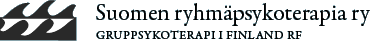 Suomen ryhmäpsykoterapia ry
GRUPPSYKOTERAPI I FINLAND RF